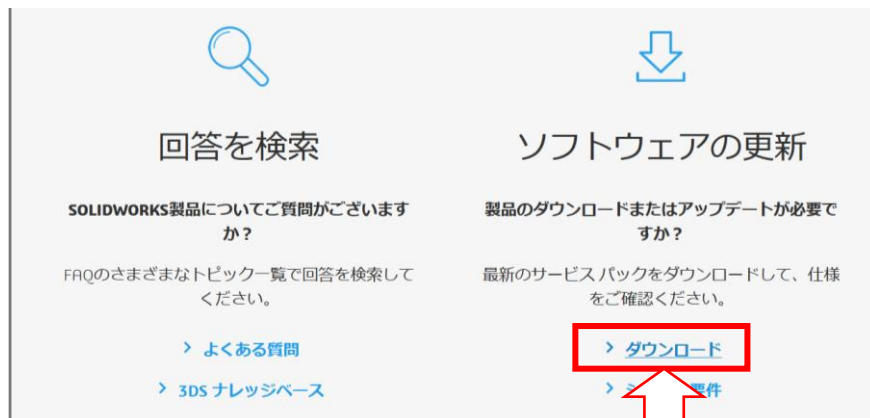 回答を検索
SOLIDWORKS製品についてご質問がございます
か？
FAQのさまざまなトピック一覧で回答を検索して
ください。
> よくある質問
> 3DS ナレッジベース
ソフトウェアの更新
製品のダウンロードまたはアップデートが必要で
すか？
最新のサービス パックをダウンロードして、仕様
をご確認ください。
> ダウンロード
> 要件